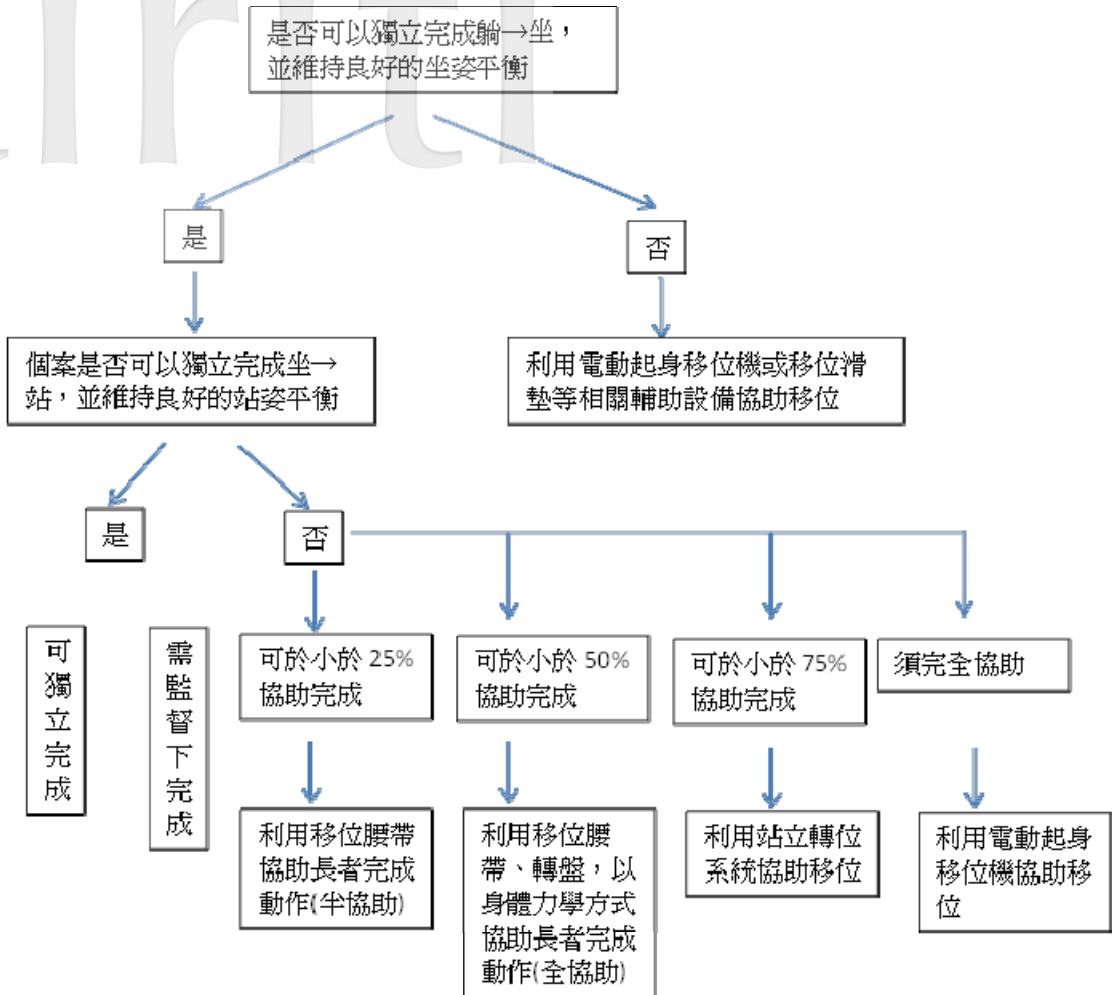 是否可以獨立完成躺→坐，
並維持良好的坐姿平衡
是
否
個案是否可以獨立完成坐→
站，並維持良好的站姿平衡
利用電動起身移位機或移位滑
墊等相關輔助設備協助移位
是
否
可獨立完成
需監督下完成
可於小於 25%
協助完成
可於小於 50%
協助完成
可於小於 75%
協助完成
須完全協助
利用移位腰帶
協助長者完成
動作(半協助)
利用移位腰
帶、轉盤，以
身體力學方式
協助長者完成
動作(全協助)
利用站立轉位
系統協助移位
利用電動起身
移位機協助移
位